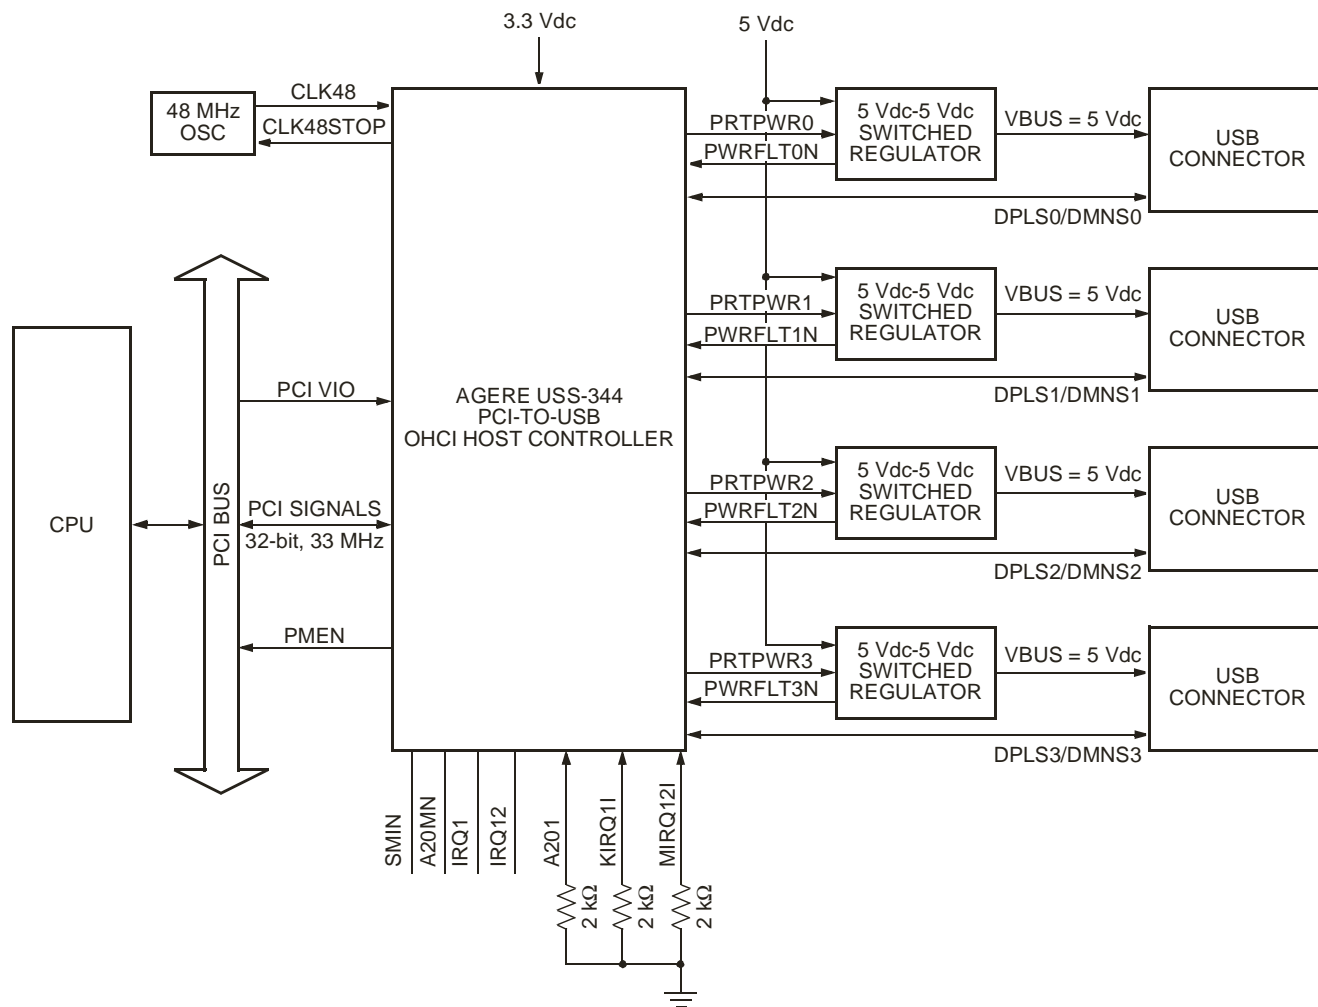 3.3 Vdc
5 Vdc
48 MHz
OSC
CLK48
CLK48STOP
PRTPWR0
PWRFLT0N
5 Vdc-5 Vdc
SWITCHED
REGULATOR
VBUS = 5 Vdc
USB
CONNECTOR
DPLS0/DMNS0
PRTPWR1
PWRFLT1N
5 Vdc-5 Vdc
SWITCHED
REGULATOR
VBUS = 5 Vdc
USB
CONNECTOR
DPLS1/DMNS1
CPU
PCI BUS
PCI VIO
PCI SIGNALS
32-bit, 33 MHz
PMEN
AGERE USS-344
PCI-TO-USB
OHCI HOST CONTROLLER
PRTPWR2
PWRFLT2N
5 Vdc-5 Vdc
SWITCHED
REGULATOR
VBUS = 5 Vdc
USB
CONNECTOR
DPLS2/DMNS2
PRTPWR3
PWRFLT3N
5 Vdc-5 Vdc
SWITCHED
REGULATOR
VBUS = 5 Vdc
USB
CONNECTOR
DPLS3/DMNS3
SMIN
A20MN
IRQ1
IRQ12
A201
KIRQ1I
MIRQ12I
2 kΩ
2 kΩ
2 kΩ